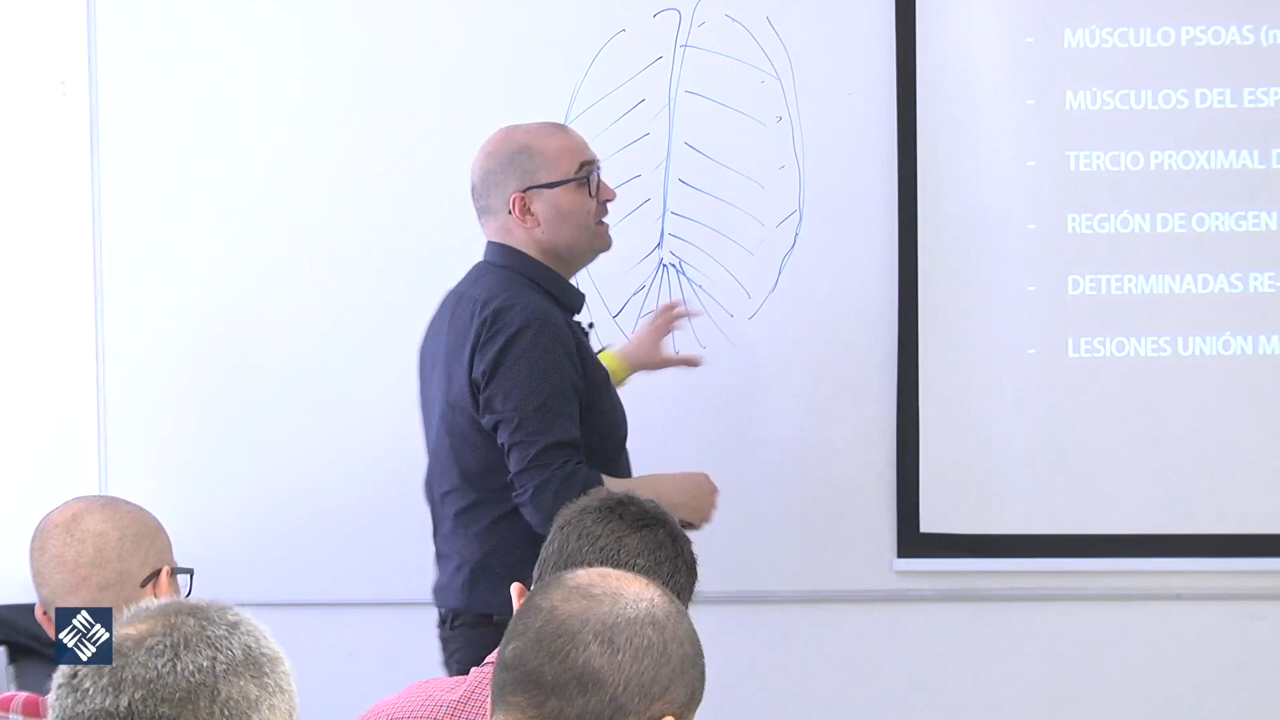 - MÚSCULO PSOAS (
- MÚSCULOS DEL ESP
- TERCIO PROXIMAL D
- REGIÓN DE ORIGEN
- DETERMINADAS RE-
- LESIONES UNIÓN M